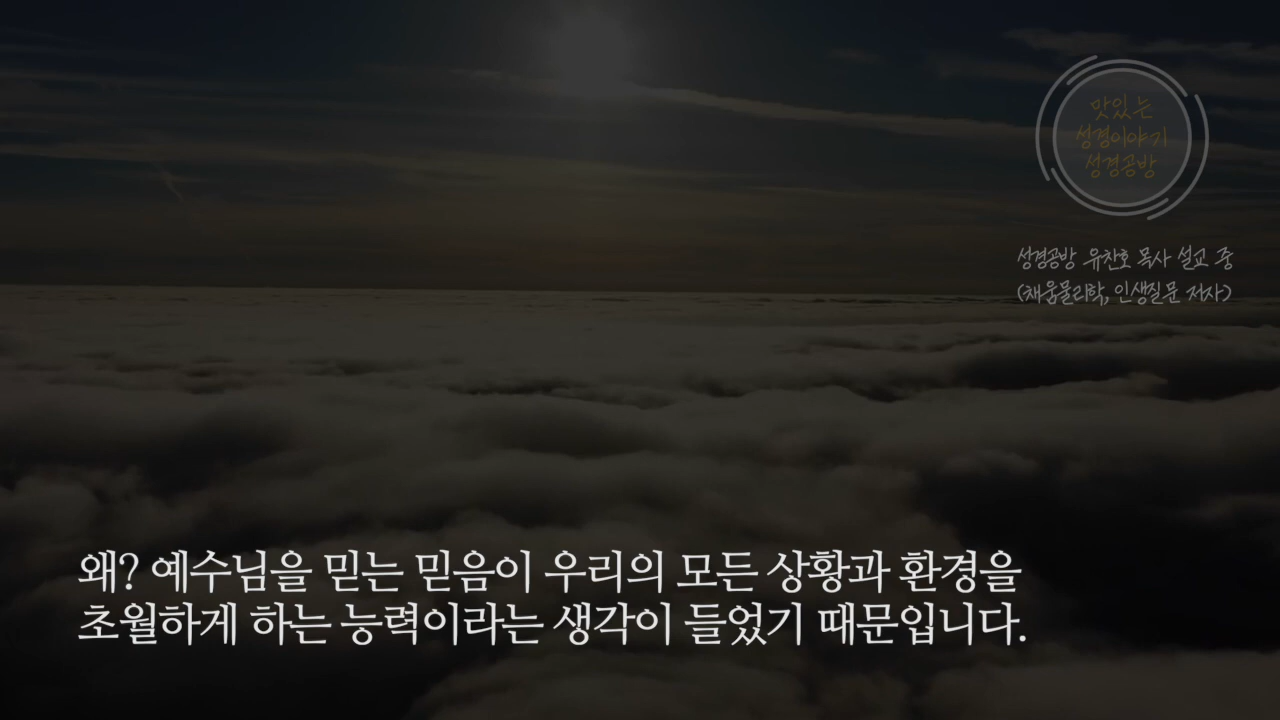 맛있는
성경이야기
성경공방
성경공방 유찬호 목사 설교 중
(채움물리학, 인생질문 저자)
왜? 예수님을 믿는 믿음이 우리의 모든 상황과 환경을
초월하게 하는 능력이라는 생각이 들었기 때문입니다.